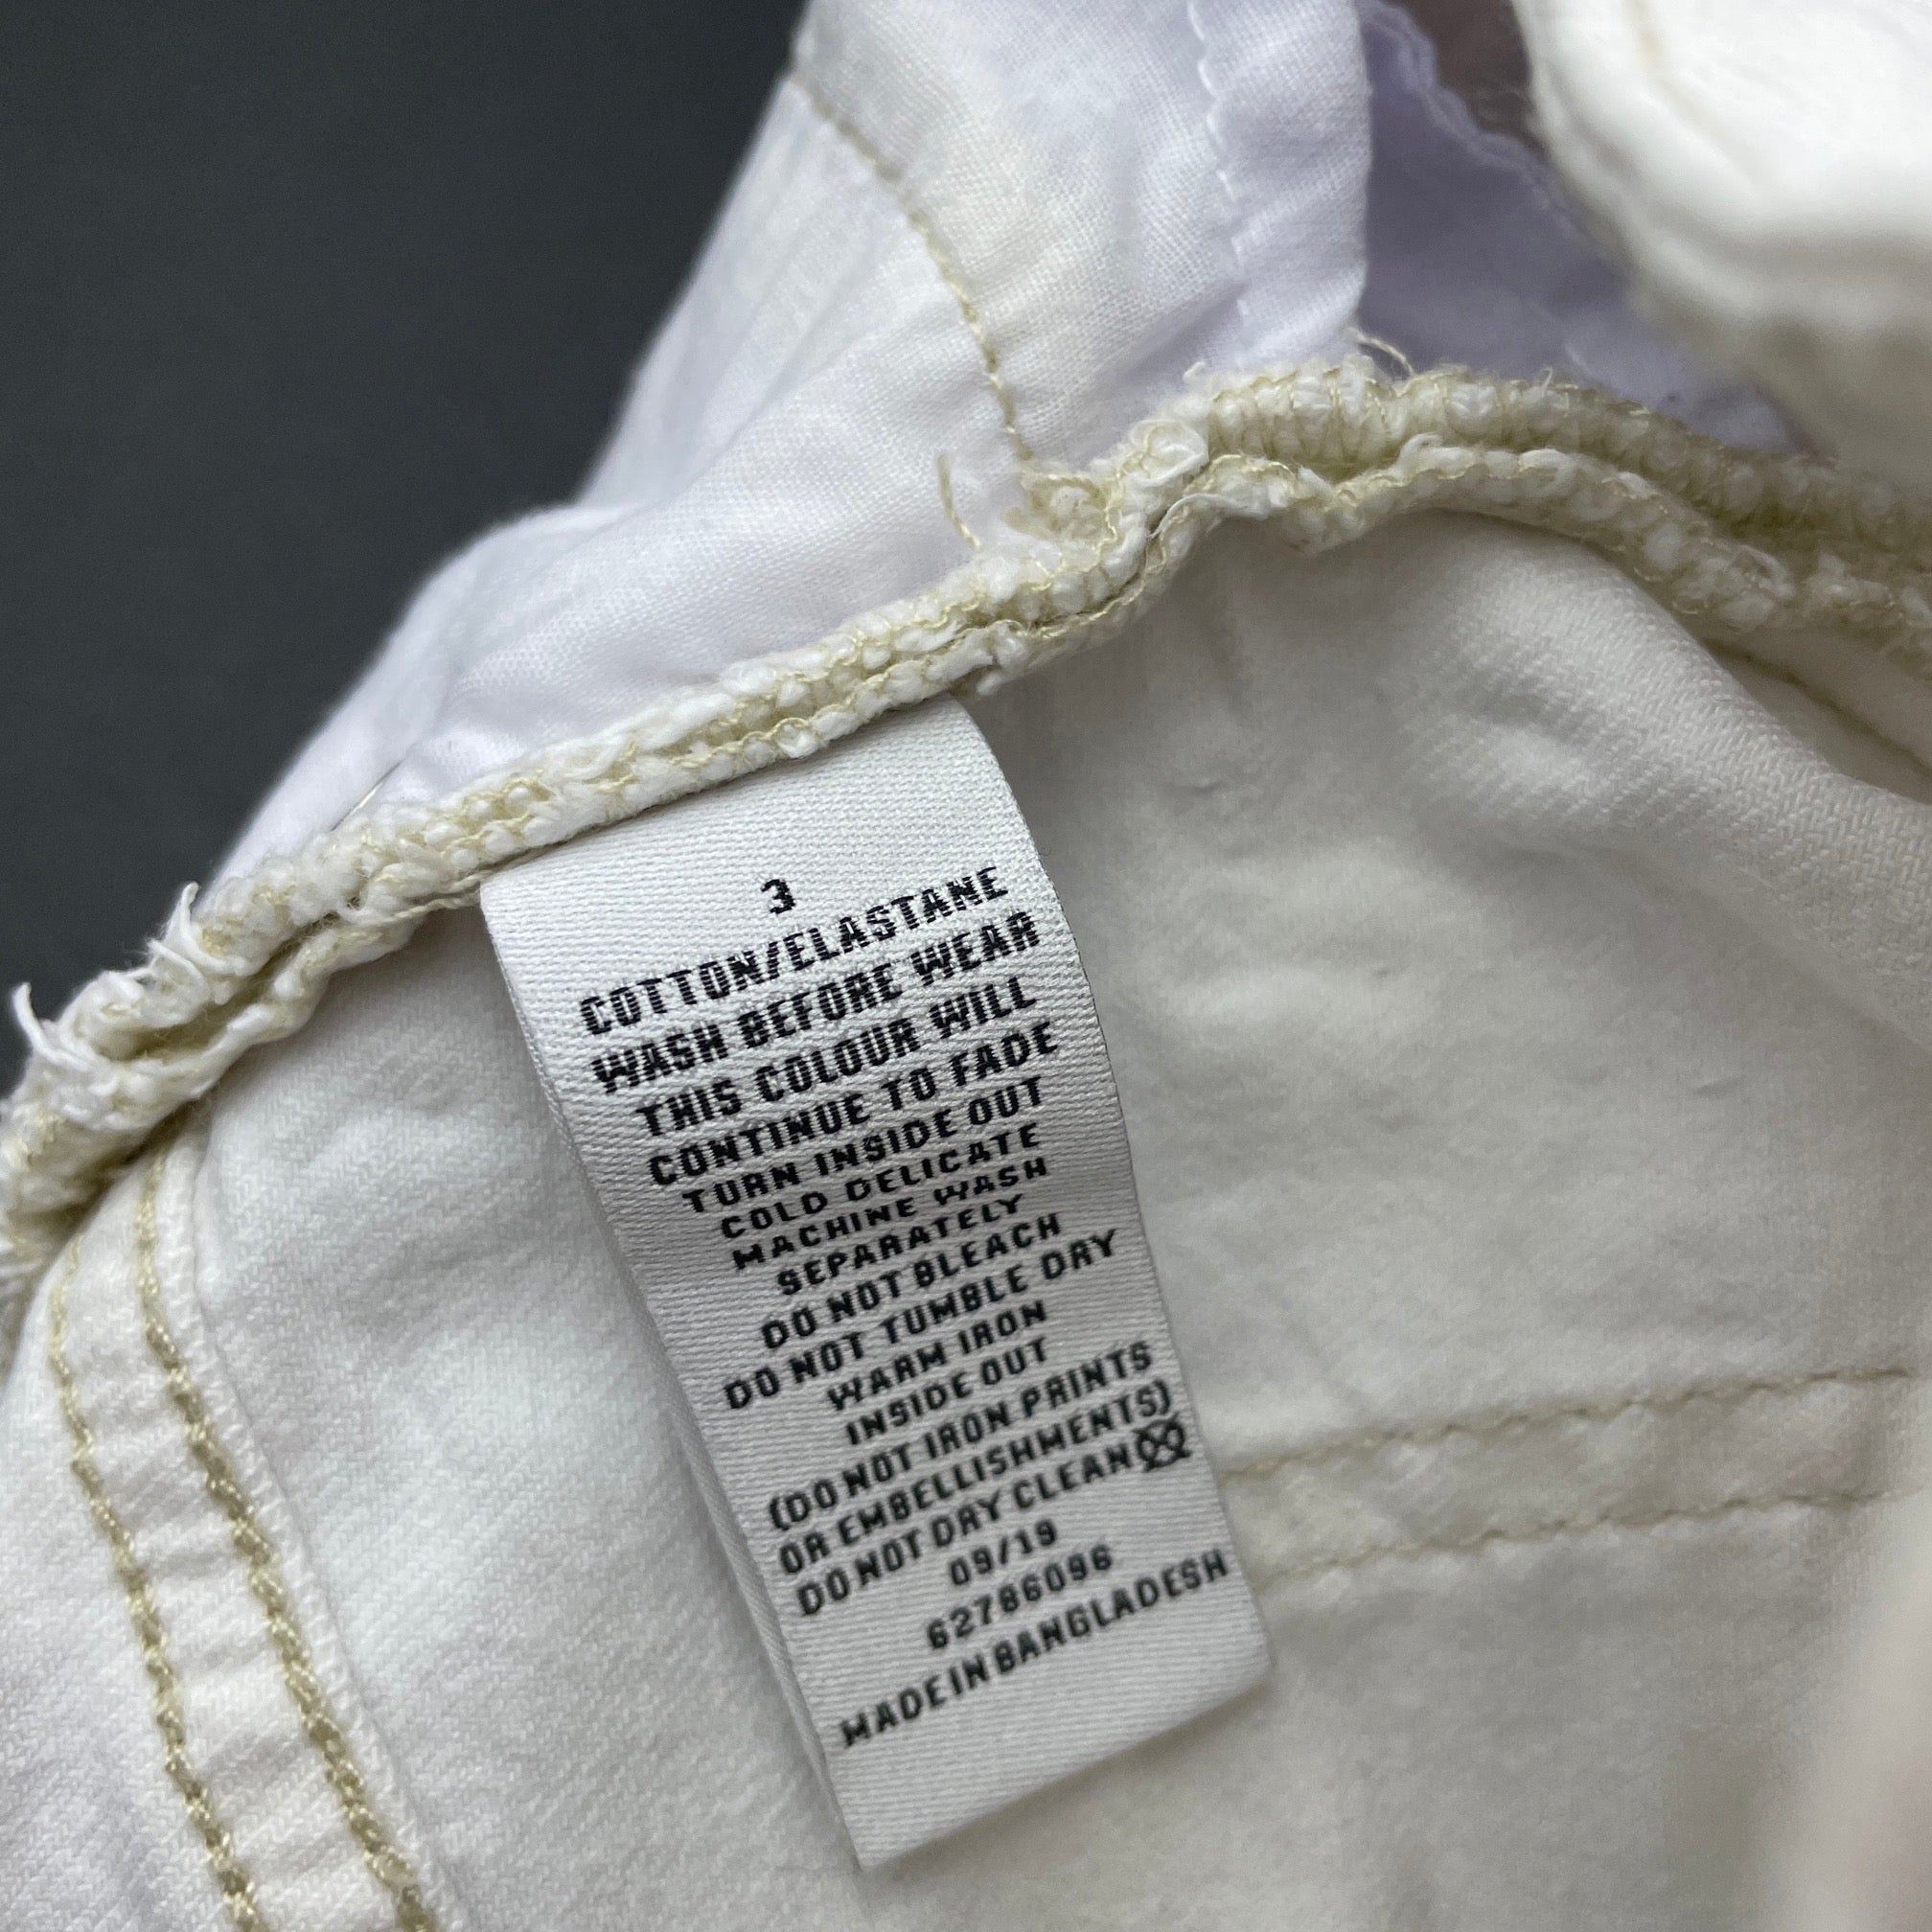 3
COTTON/ELASTANE
WASH BEFORE WEAR
THIS COLOUR WILL
CONTINUE TO FADE
TURN INSIDE OUT
COLD DELICATE
MACHINE WASH
SEPARATELY
DO NOT BLEACH
DO NOT TUMBLE DRY
WARM IRON
INSIDE OUT
(DO NOT IRON PRINTS
OR EMBELLISHMENTS)
DO NOT DRY CLEAN
09/19
62786096
MADE IN BANGLADESH